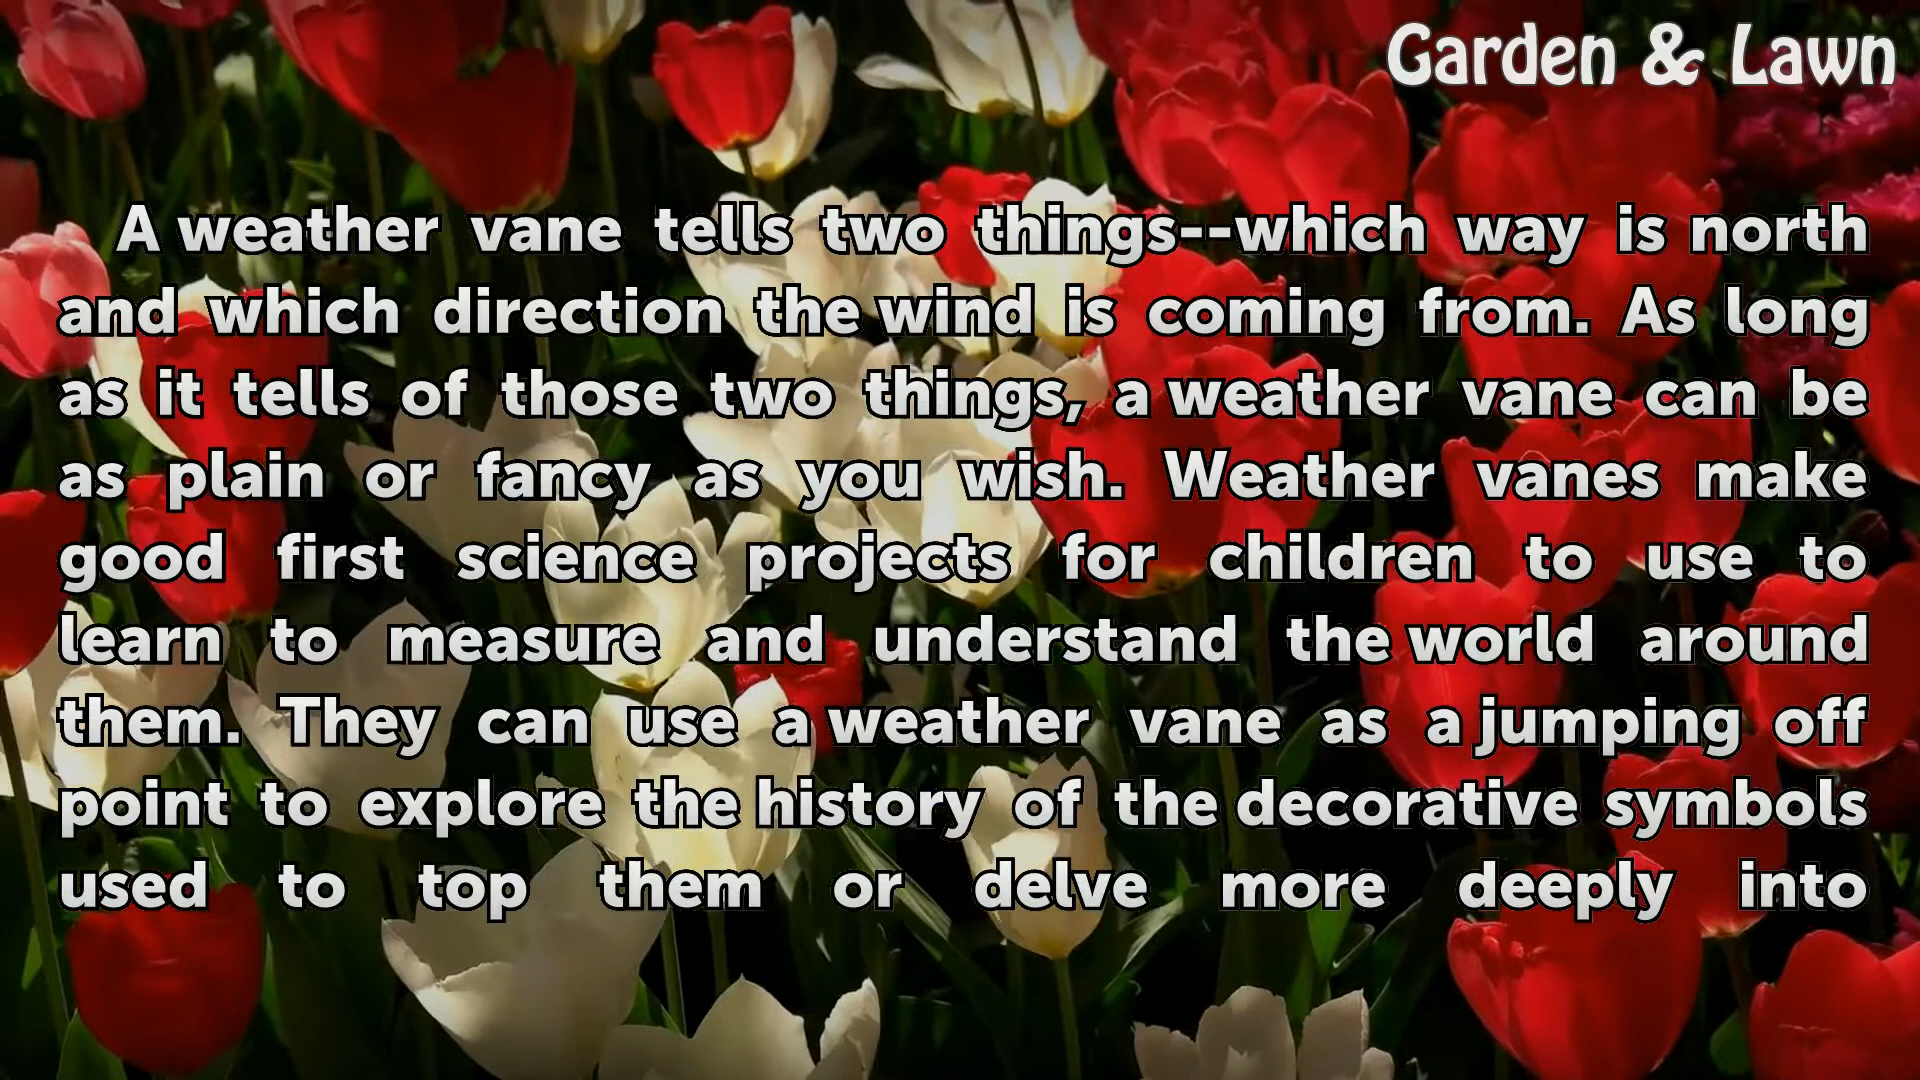 Garden & Lawn
A weather vane tells two things--which way is north
and which direction the wind is coming from. As long
as it tells of those two things, a weather vane can be
as plain or fancy as you wish. Weather vanes make
good first science projects for children to use to
learn to measure and understand the world around
them. They can use a weather vane as a jumping off
point to explore the history of the decorative symbols
used to top them or delve more deeply into